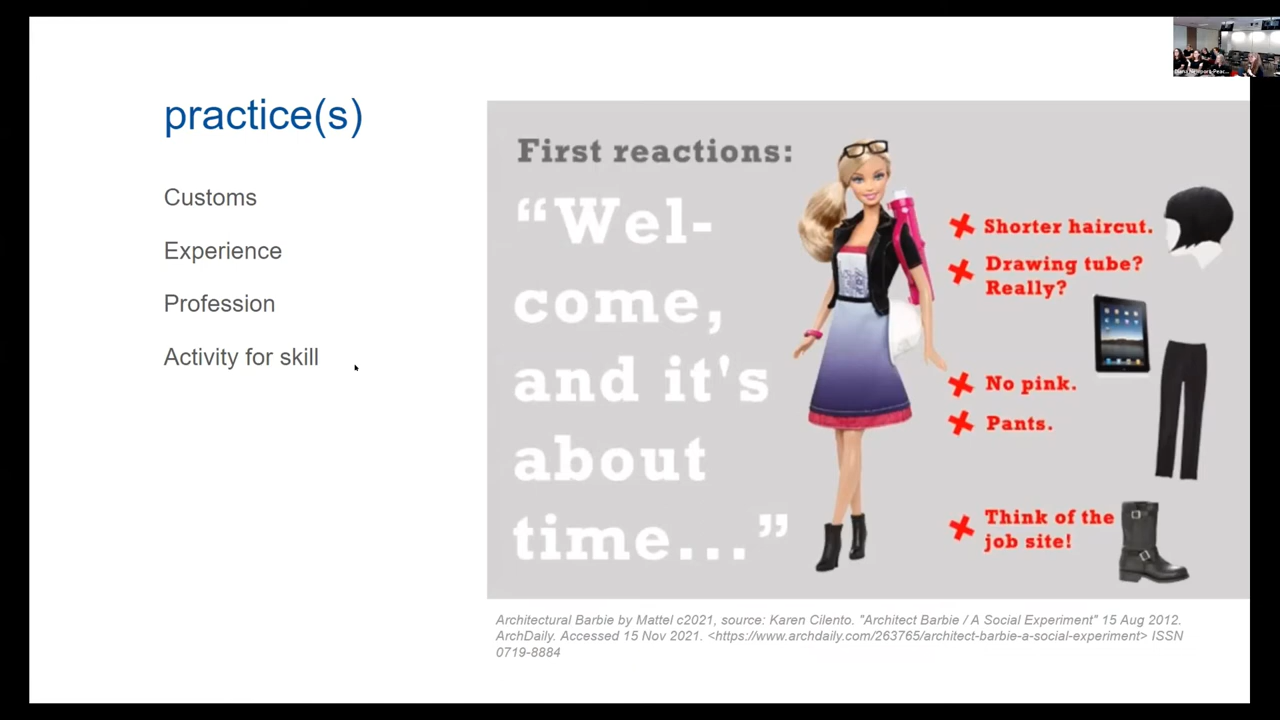 practice(s)
Customs
Experience
Profession
Activity for skill
First reactions:
“Wel-
come,
and it's
about
time...”
Shorter haircut.
Drawing tube?
Really?
No pink.
Pants.
Think of the
job site!
Architectural Barbie by Mattel c2021, source: Karen Cilento. "Architect Barbie / A Social Experiment" 15 Aug 2012.
ArchDaily. Accessed 15 Nov 2021. <https://www.archdaily.com/263765/architect-barbie-a-social-experiment> ISSN
0719-8884